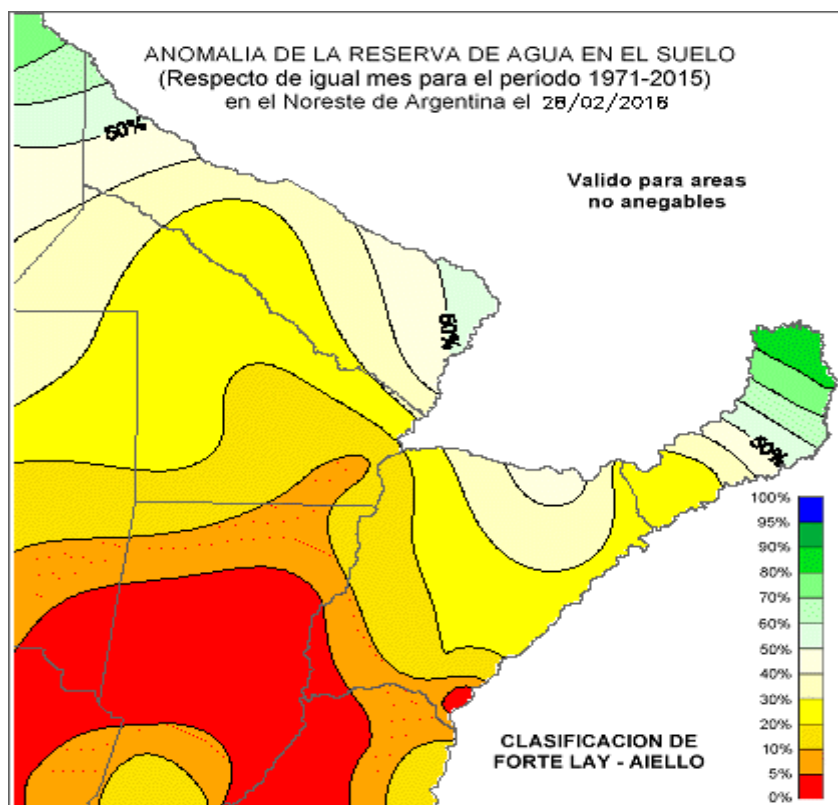 ANOMALIA DE LA RESERVA DE AGUA EN EL SUELO
(Respecto de igual mes para el período 1971-2015)
en el Noreste de Argentina el 28/02/2018
50%
Valido para areas
no anegables
60%
50%
100%
95%
90%
80%
70%
60%
50%
40%
30%
20%
10%
5%
0%
CLASIFICACION DE
FORTE LAY - AIELLO